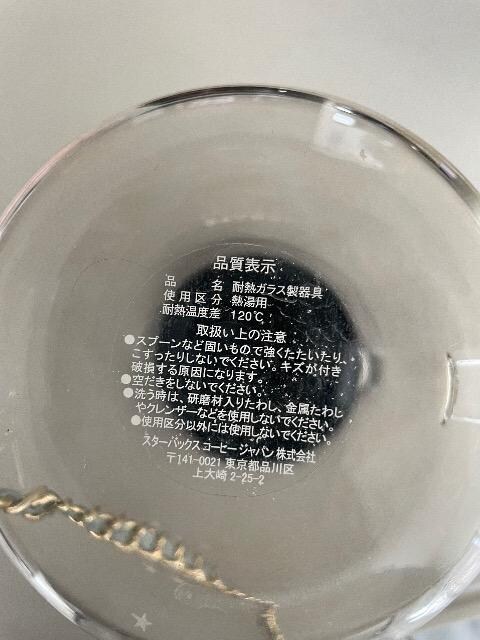 品質表示
品名 耐熱ガラス製器具
使用区分 熱湯用
耐熱温度差 120℃
取扱い上の注意
●スプーンなど固いもので強くたたいたり、
こすったりしないでください。キズが付き
破損する原因になります。
●空だきをしないでください。
●洗う時は、研磨材入りたわし、金属たわし
やクレンザーなどを使用しないでください。
●使用区分以外には使用しないでください。
スターバックス コーヒー ジャパン 株式会社
〒141-0021 東京都品川区
上大崎 2-25-2